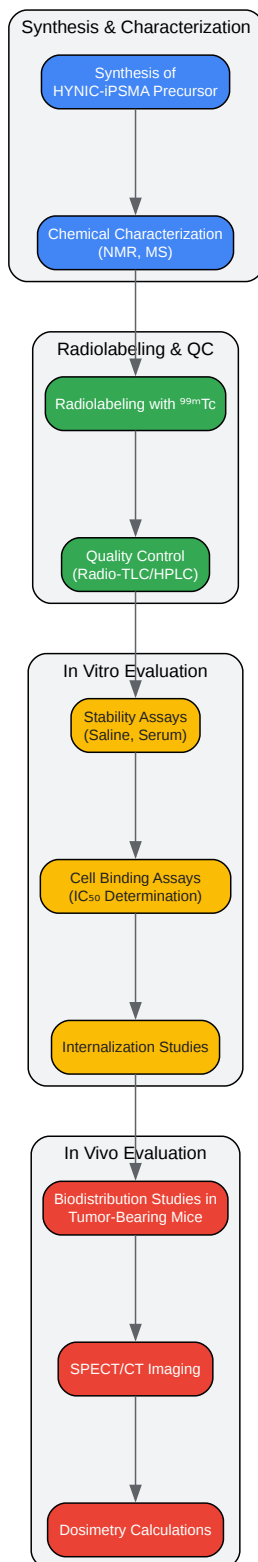 Synthesis & Characterization
Synthesis of
HYNIC-iPSMA Precursor
Chemical Characterization
(NMR, MS)
Radiolabeling & QC
Radiolabeling with ⁹⁹ᵐTc
Quality Control
(Radio-TLC/HPLC)
In Vitro Evaluation
Stability Assays
(Saline, Serum)
Cell Binding Assays
(IC₅₀ Determination)
Internalization Studies
In Vivo Evaluation
Biodistribution Studies in
Tumor-Bearing Mice
SPECT/CT Imaging
Dosimetry Calculations